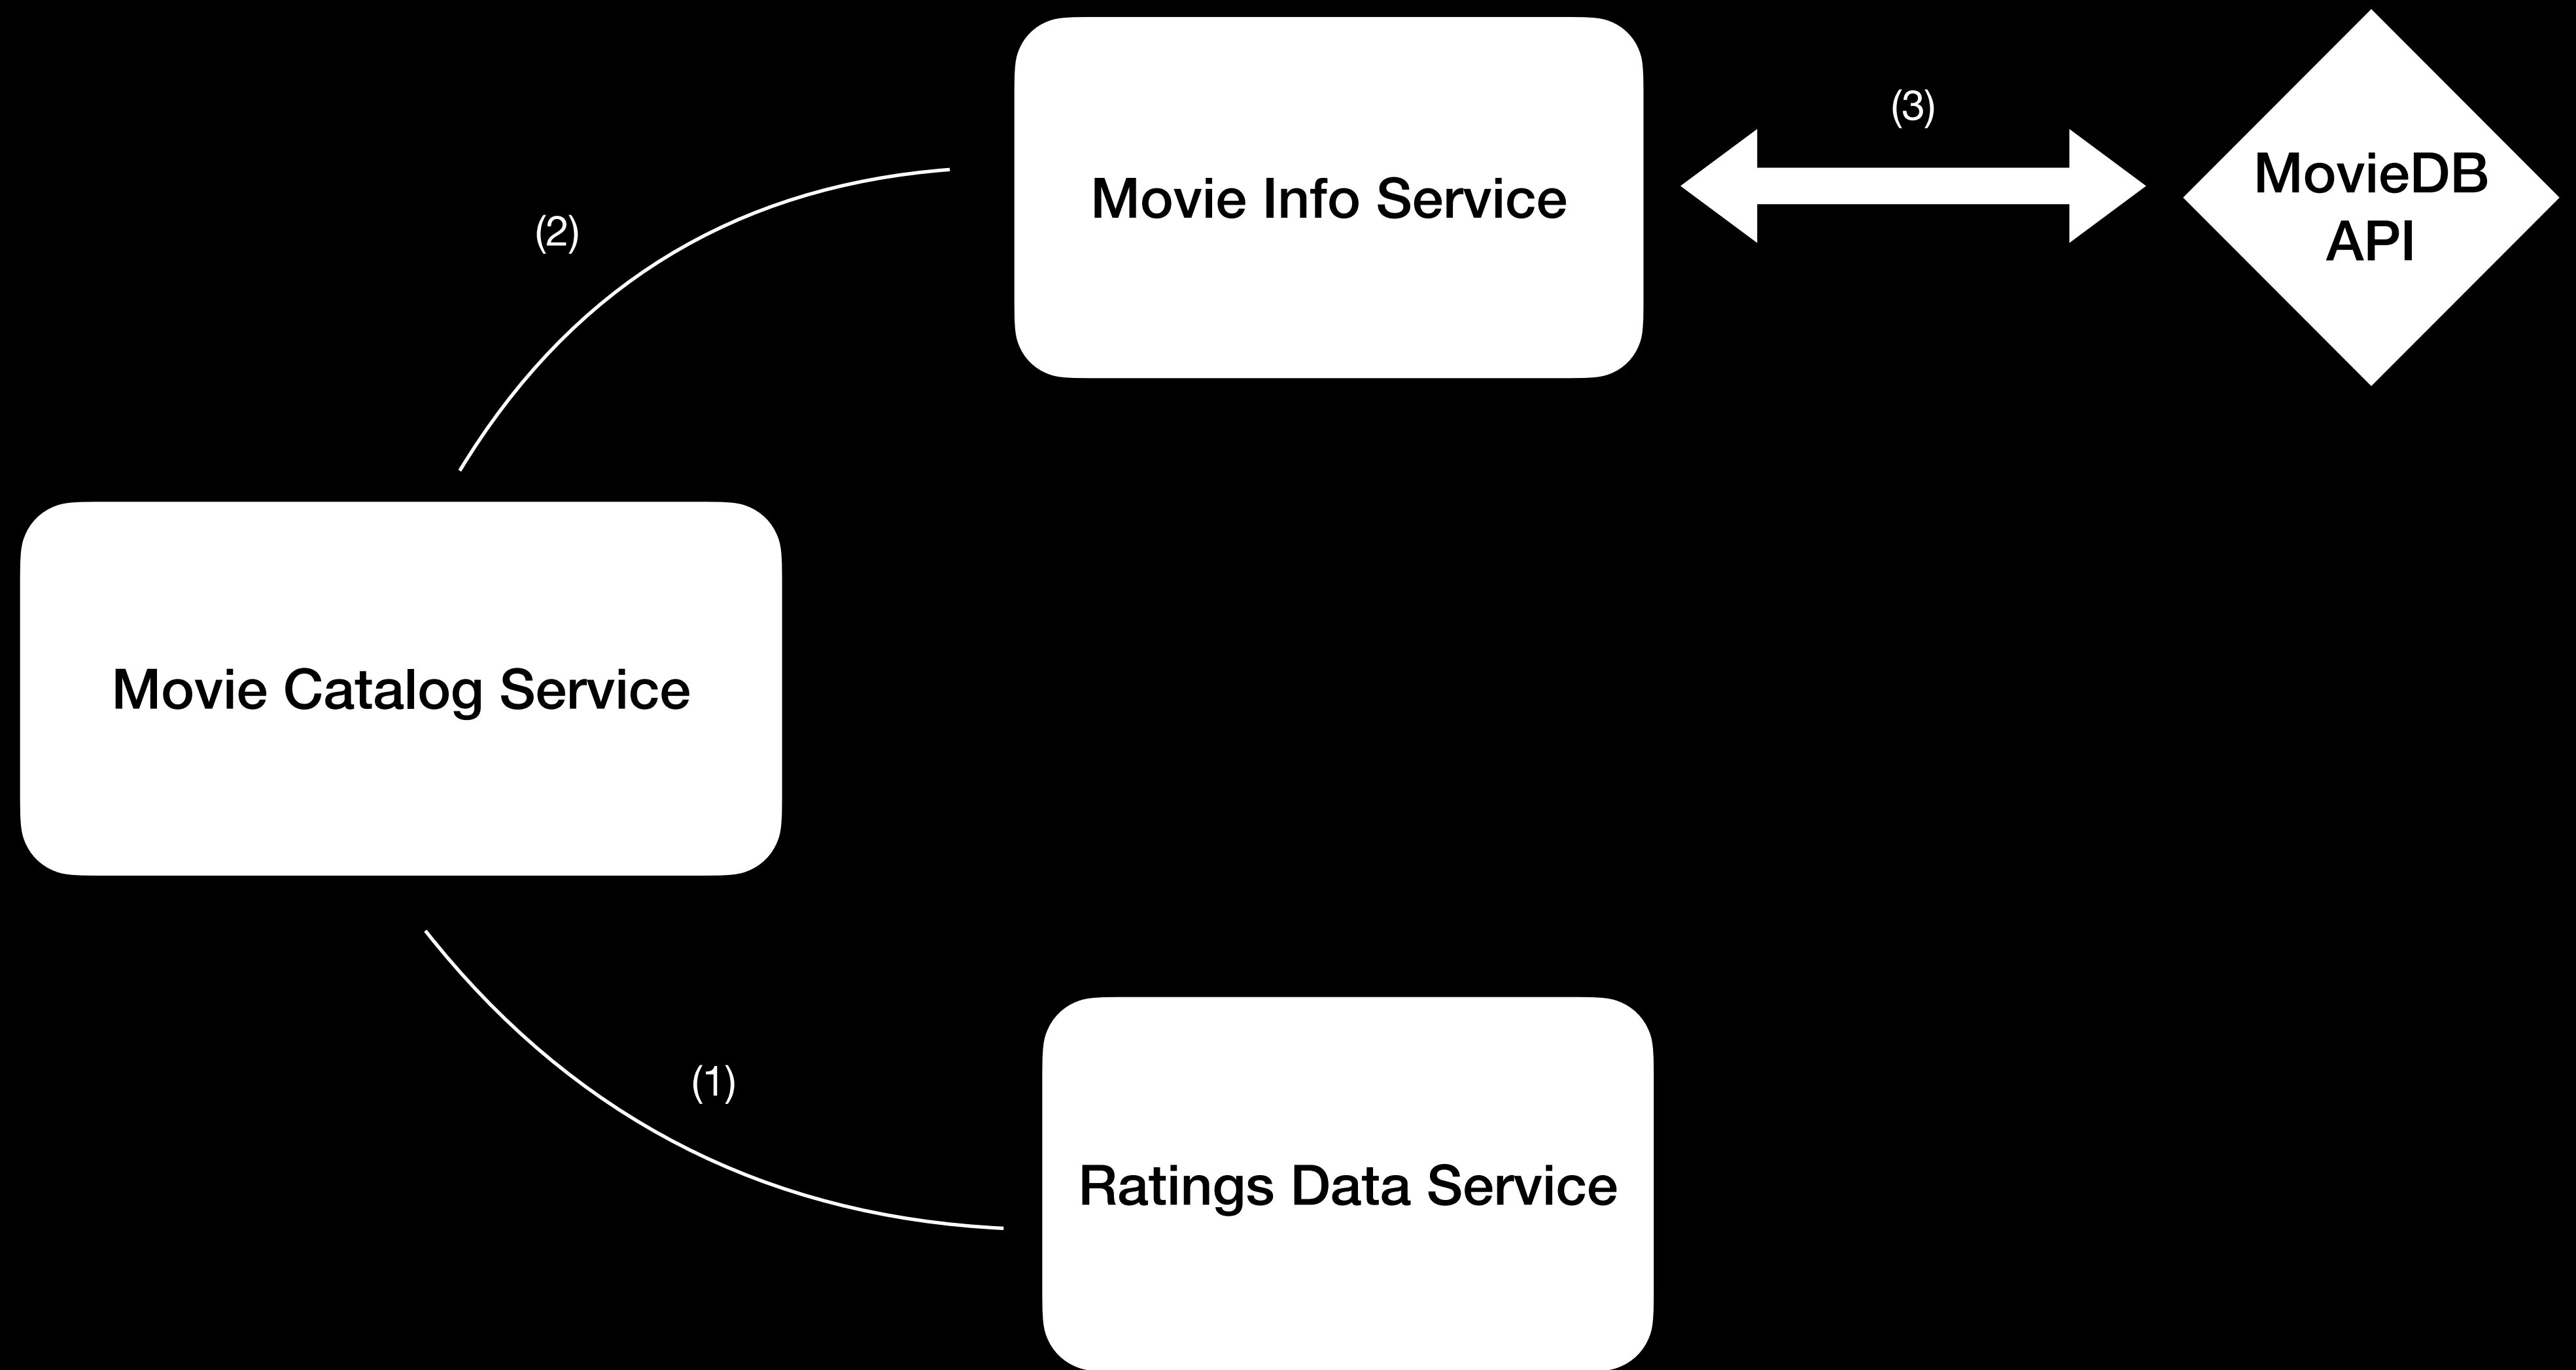 (3)
MovieDB
API
Movie Info Service
(2)
Movie Catalog Service
(1)
Ratings Data Service